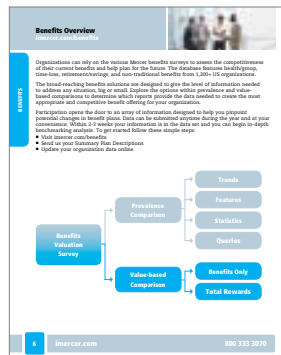 Benefits Overview
imercer.com/benefits
BENEFITS
Organizations can rely on the various Mercer benefits surveys to assess the competitiveness
of their current benefits and help plan for the future. The database features health/group,
time-loss, retirement/savings, and non-traditional benefits from 1,200+ US organizations.
The broad-reaching benefits solutions are designed to give the level of information needed
to address any situation, big or small. Explore the options within prevalence and value-
based comparisons to determine which reports provide the data needed to create the most
appropriate and competitive benefit offering for your organization.
Participation opens the door to an array of information designed to help you pinpoint
potential changes in benefit plans. Data can be submitted anytime during the year and at your
convenience. Within 2-3 weeks your information is in the data set and you can begin in-depth
benchmarking analysis. To get started follow these simple steps:
■ Visit imercer.com/benefits
■ Send us your Summary Plan Descriptions
■ Update your organization data online
Trends
Features
Prevalence
Comparison
Statistics
Queries
Benefits
Valuation
Survey
Value-based
Comparison
Benefits Only
Total Rewards
6 imercer.com 800 333 3070